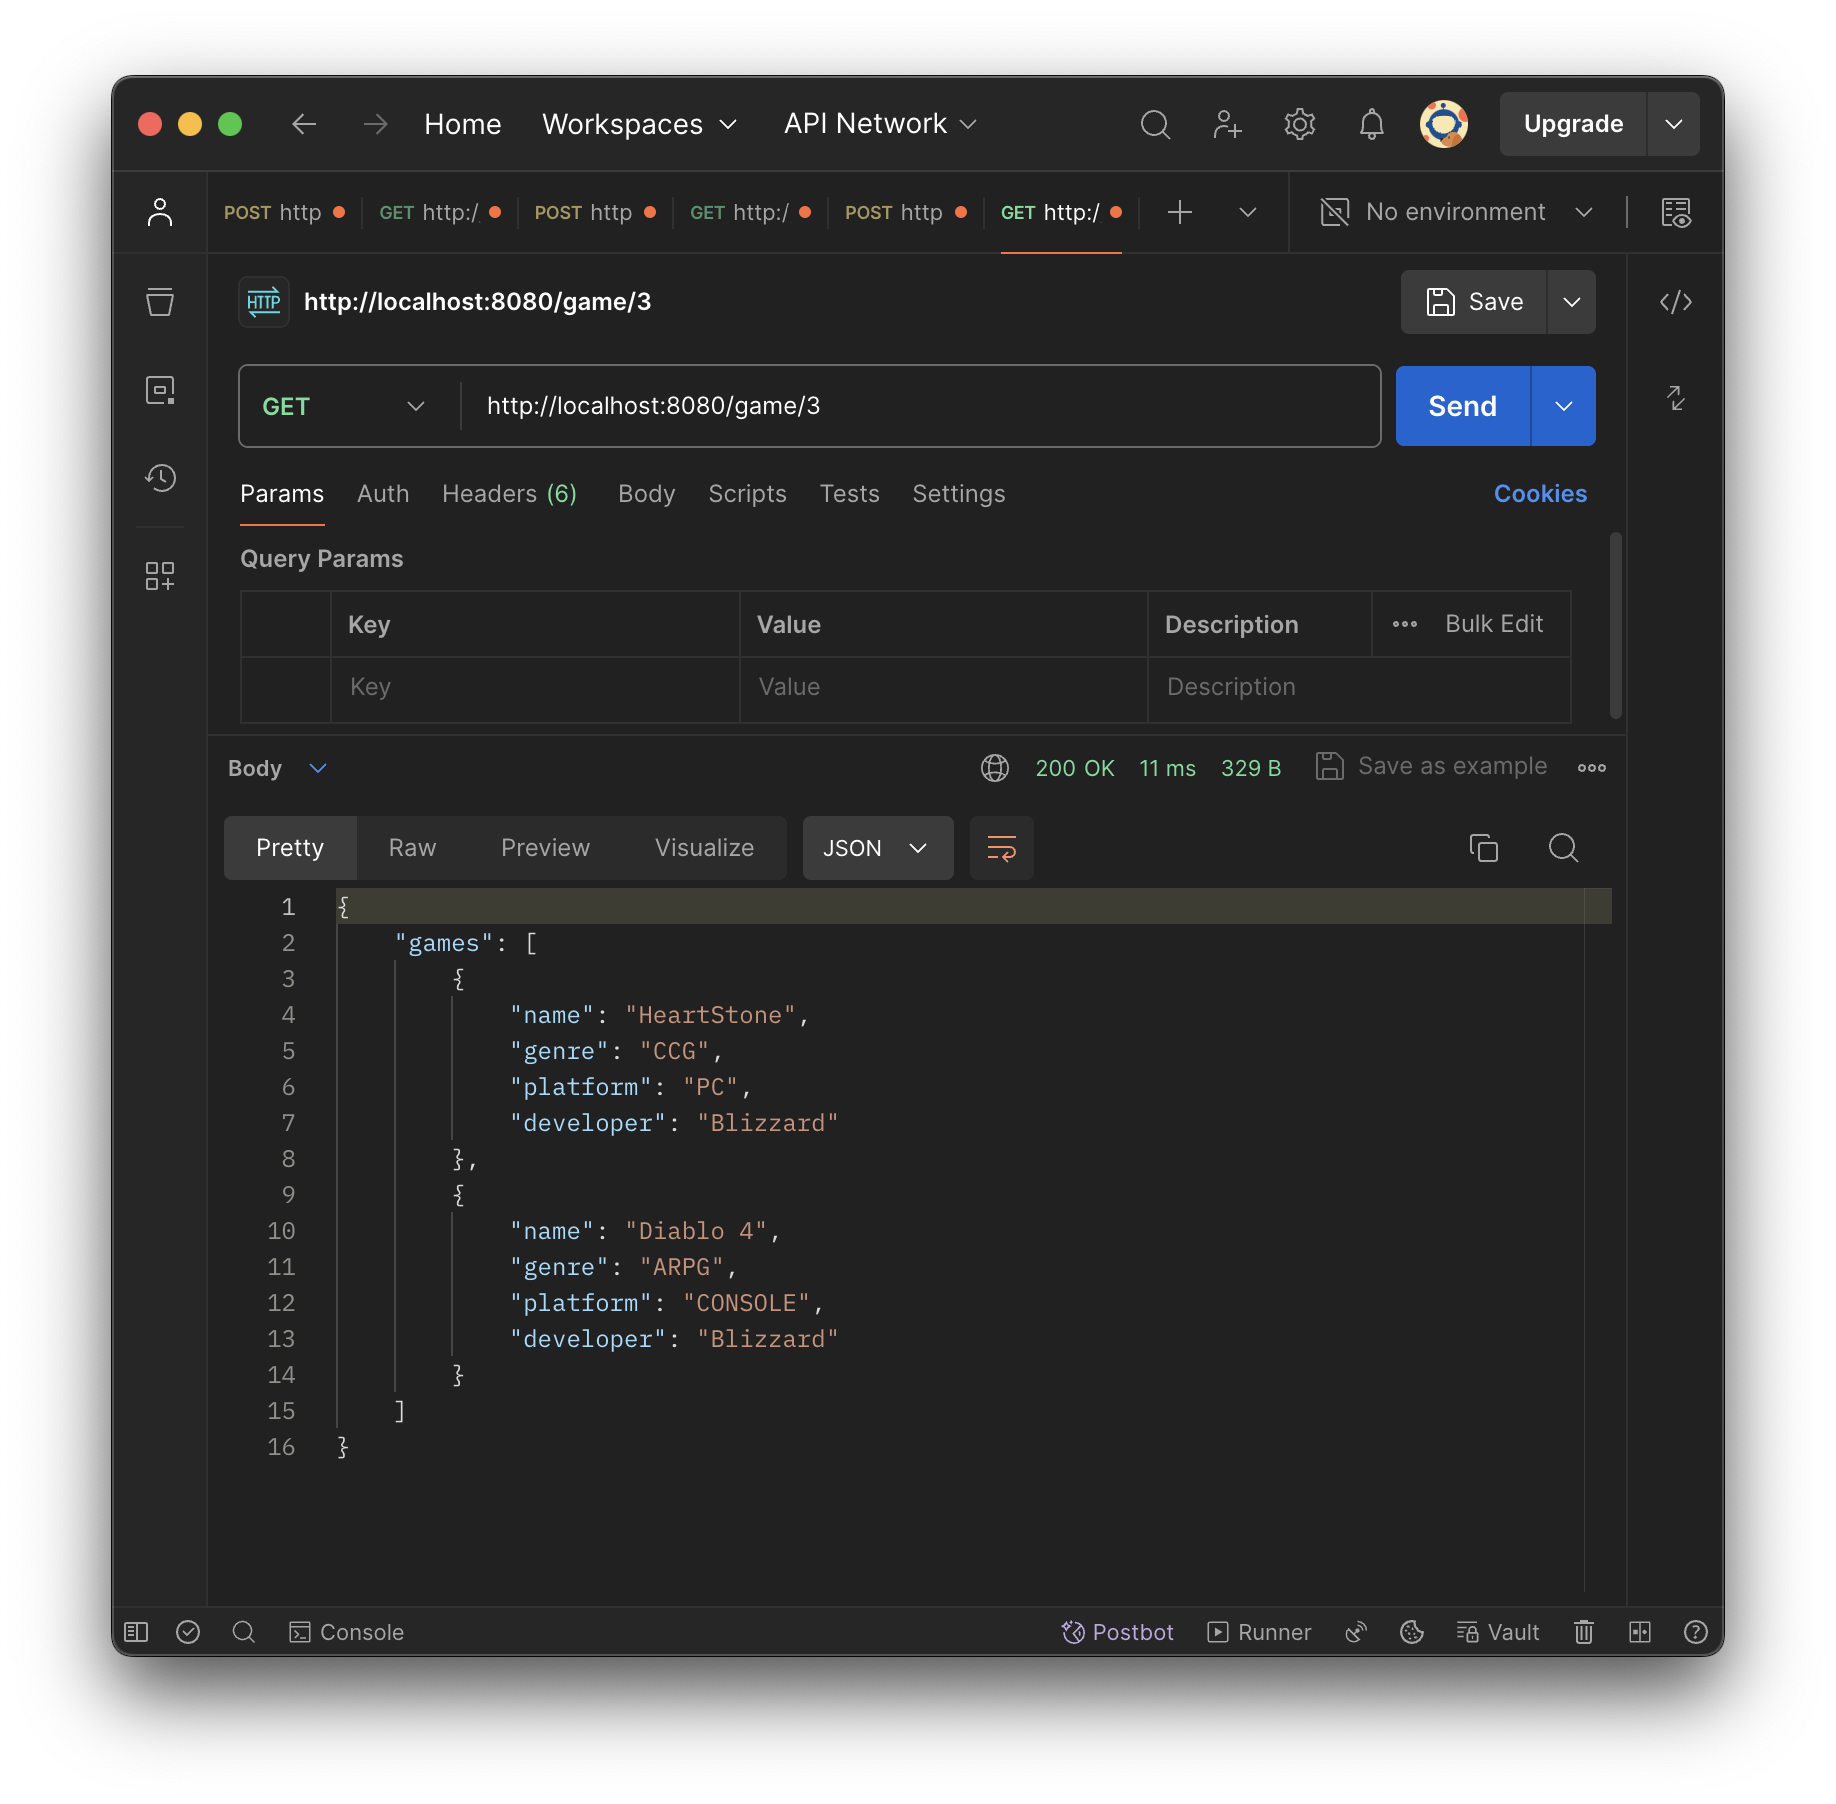 Home Workspaces API Network Upgrade
POST http GET http:/ POST http GET http:/ POST http GET http:/ No environment
HTTP http://localhost:8080/game/3 Save
GET http://localhost:8080/game/3 Send
Params Auth Headers (6) Body Scripts Tests Settings Cookies
Query Params
Key Value Description Bulk Edit
Key Value Description
Body 200 OK 11 ms 329 B Save as example
Pretty Raw Preview Visualize JSON
1 {
2 "games": [
3 {
4 "name": "HeartStone",
5 "genre": "CCG",
6 "platform": "PC",
7 "developer": "Blizzard"
8 },
9 {
10 "name": "Diablo 4",
11 "genre": "ARPG",
12 "platform": "CONSOLE",
13 "developer": "Blizzard"
14 }
15 ]
16 }
Console Postbot Runner Vault